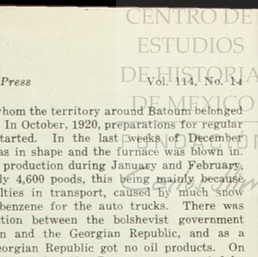 CENTRO DE
ESTUDIOS
DE HISTORIA
DE MEXICO
Press Vol. 114, No. 14
whom the territory around Batoum belonged
In October, 1920, preparations for regular
tarted. In the last weeks of December
as in shape and the furnace was blown in.
production during January and February,
ly 4,600 poods, this being mainly because
lties in transport, caused by much snow
benzene for the auto trucks. There was
ction between the bolshevist government
n and the Georgian Republic, and as a
eorgian Republic got no oil products. On